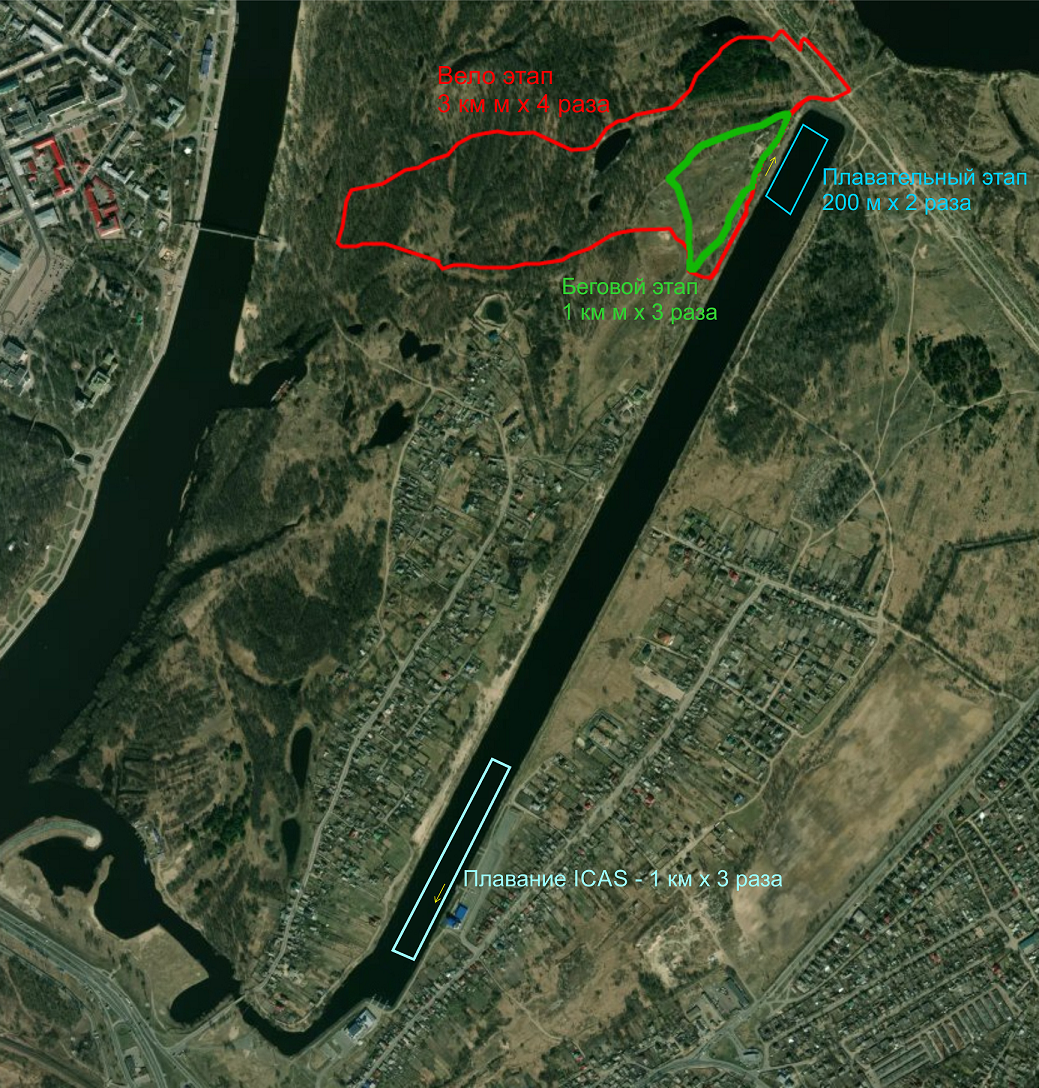 Вело этап
3 км м х 4 раза
Плавательный этап
200 м х 2 раза
Беговой этап
1 км м х 3 раза
Плавание ICAS - 1 км х 3 раза